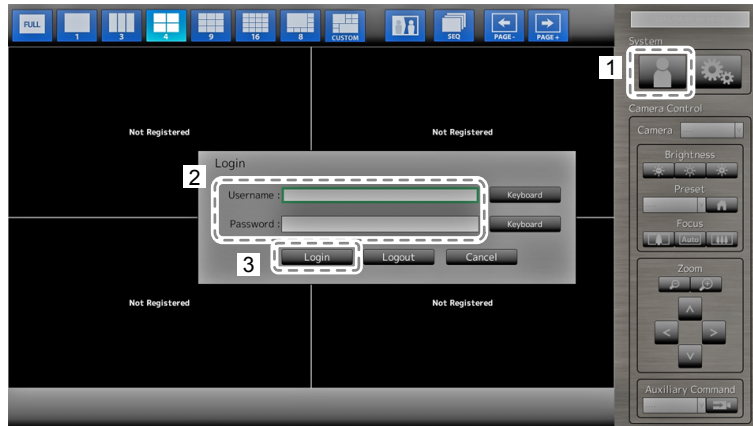 FULL
1
3
4
9
16
8
CUSTOM
SEQ
PAGE-
PAGE+
System
1
Camera Control
Camera
Not Registered
Not Registered
Login
2
Username :
Keyboard
Password :
Keyboard
3
Login
Logout
Cancel
Brightness
Preset
Focus
Auto
Zoom
Not Registered
Not Registered
Auxiliary Command